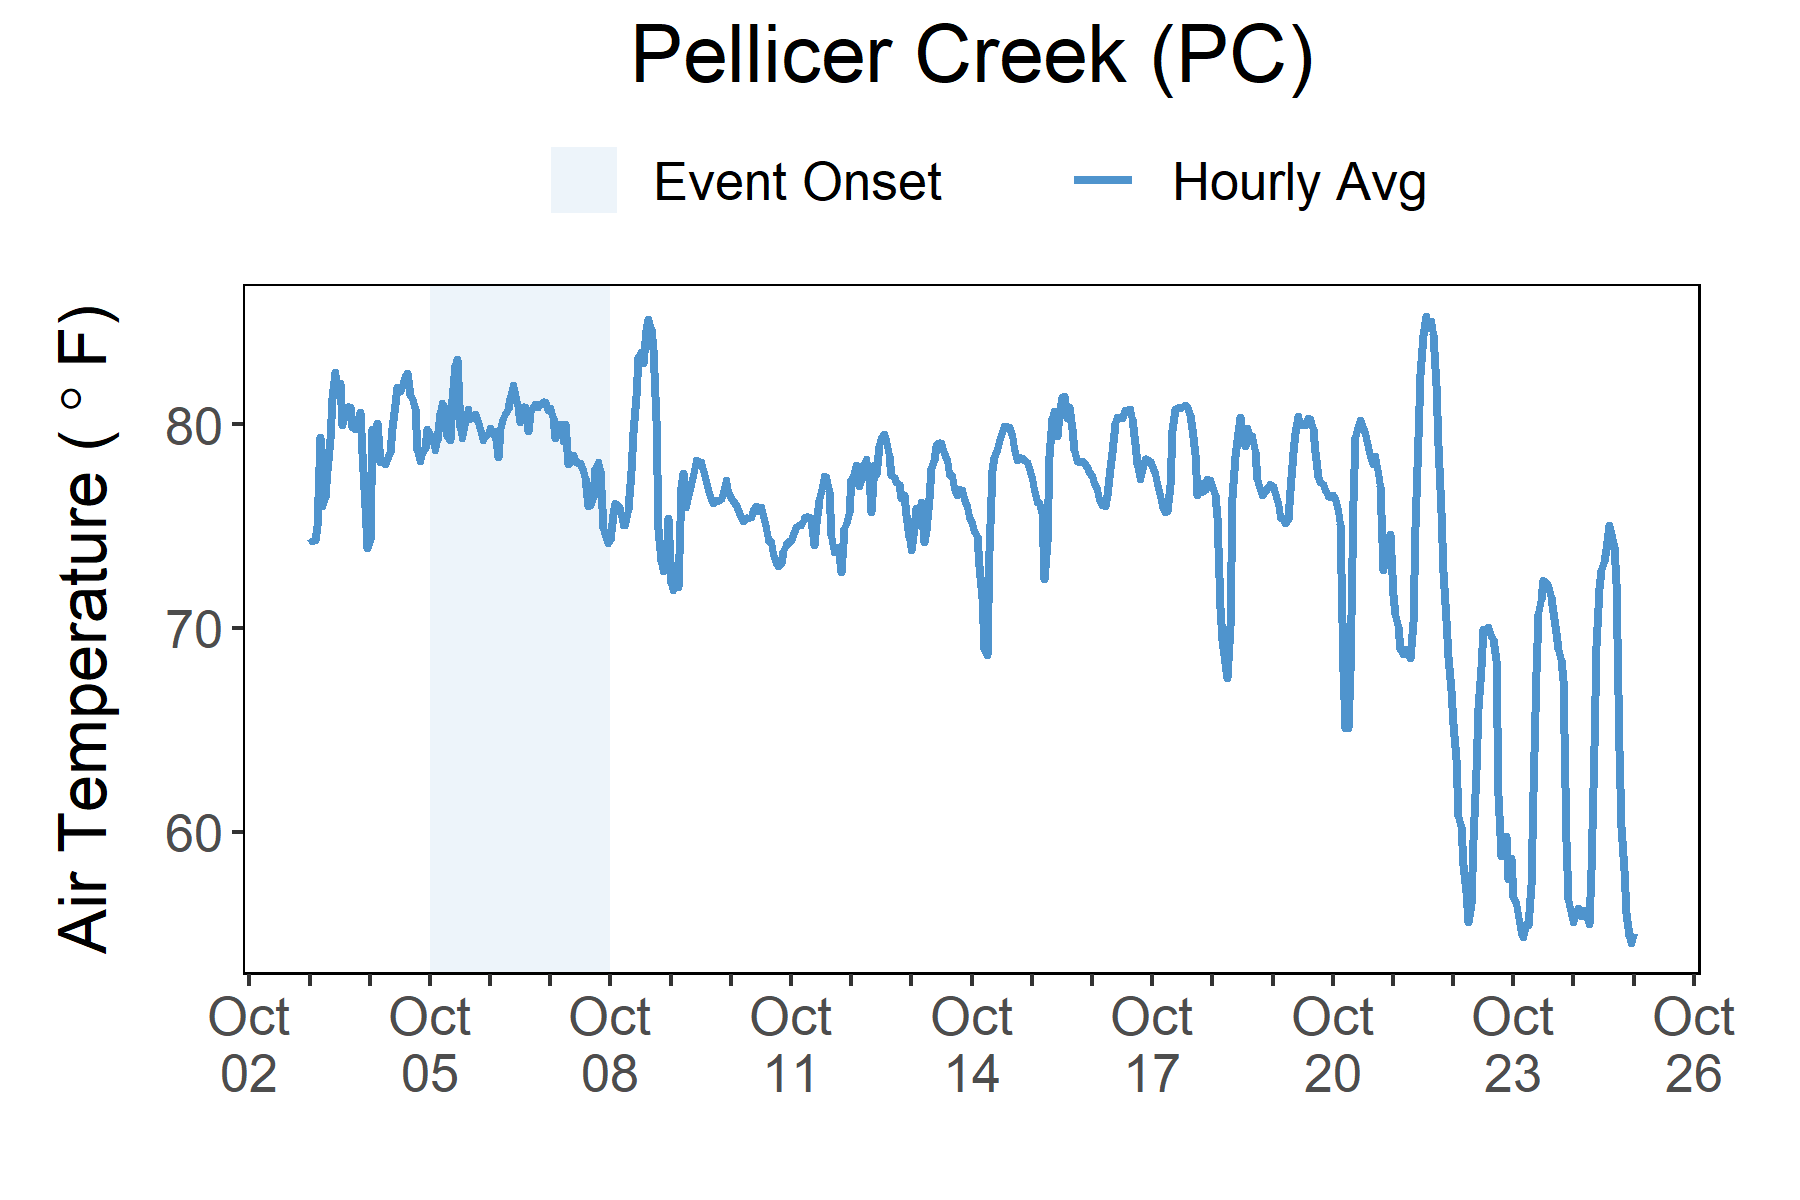 Pellicer Creek (PC)
Event Onset
Hourly Avg
Air Temperature ( ° F)
80
70
60
Oct 02
Oct 05
Oct 08
Oct 11
Oct 14
Oct 17
Oct 20
Oct 23
Oct 26